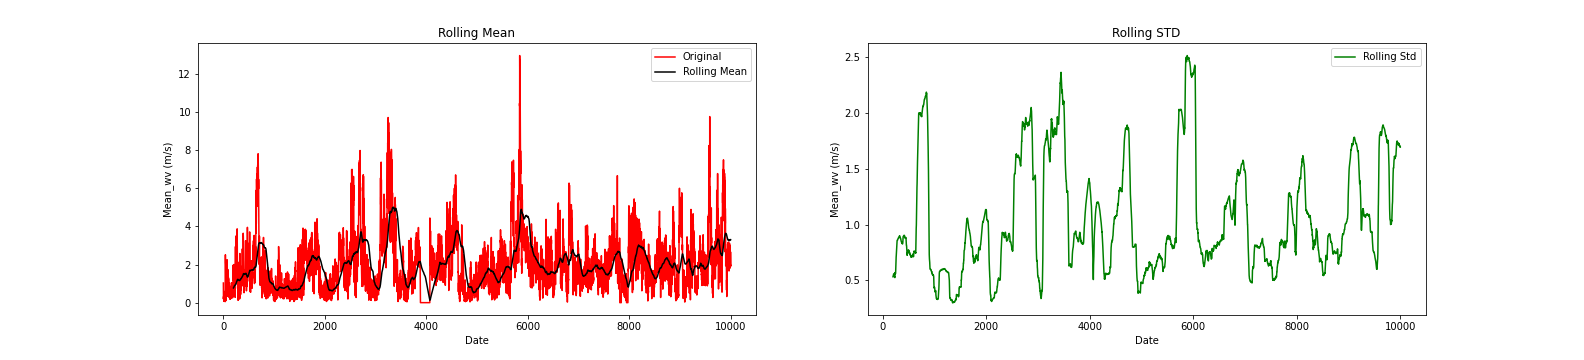 Rolling Mean
Original
Rolling Mean
12
10
8
6
4
2
0
Mean_wv (m/s)
0 2000 4000 6000 8000 10000
Date
Rolling STD
Rolling Std
2.5
2.0
1.5
1.0
0.5
Mean_wv (m/s)
0 2000 4000 6000 8000 10000
Date